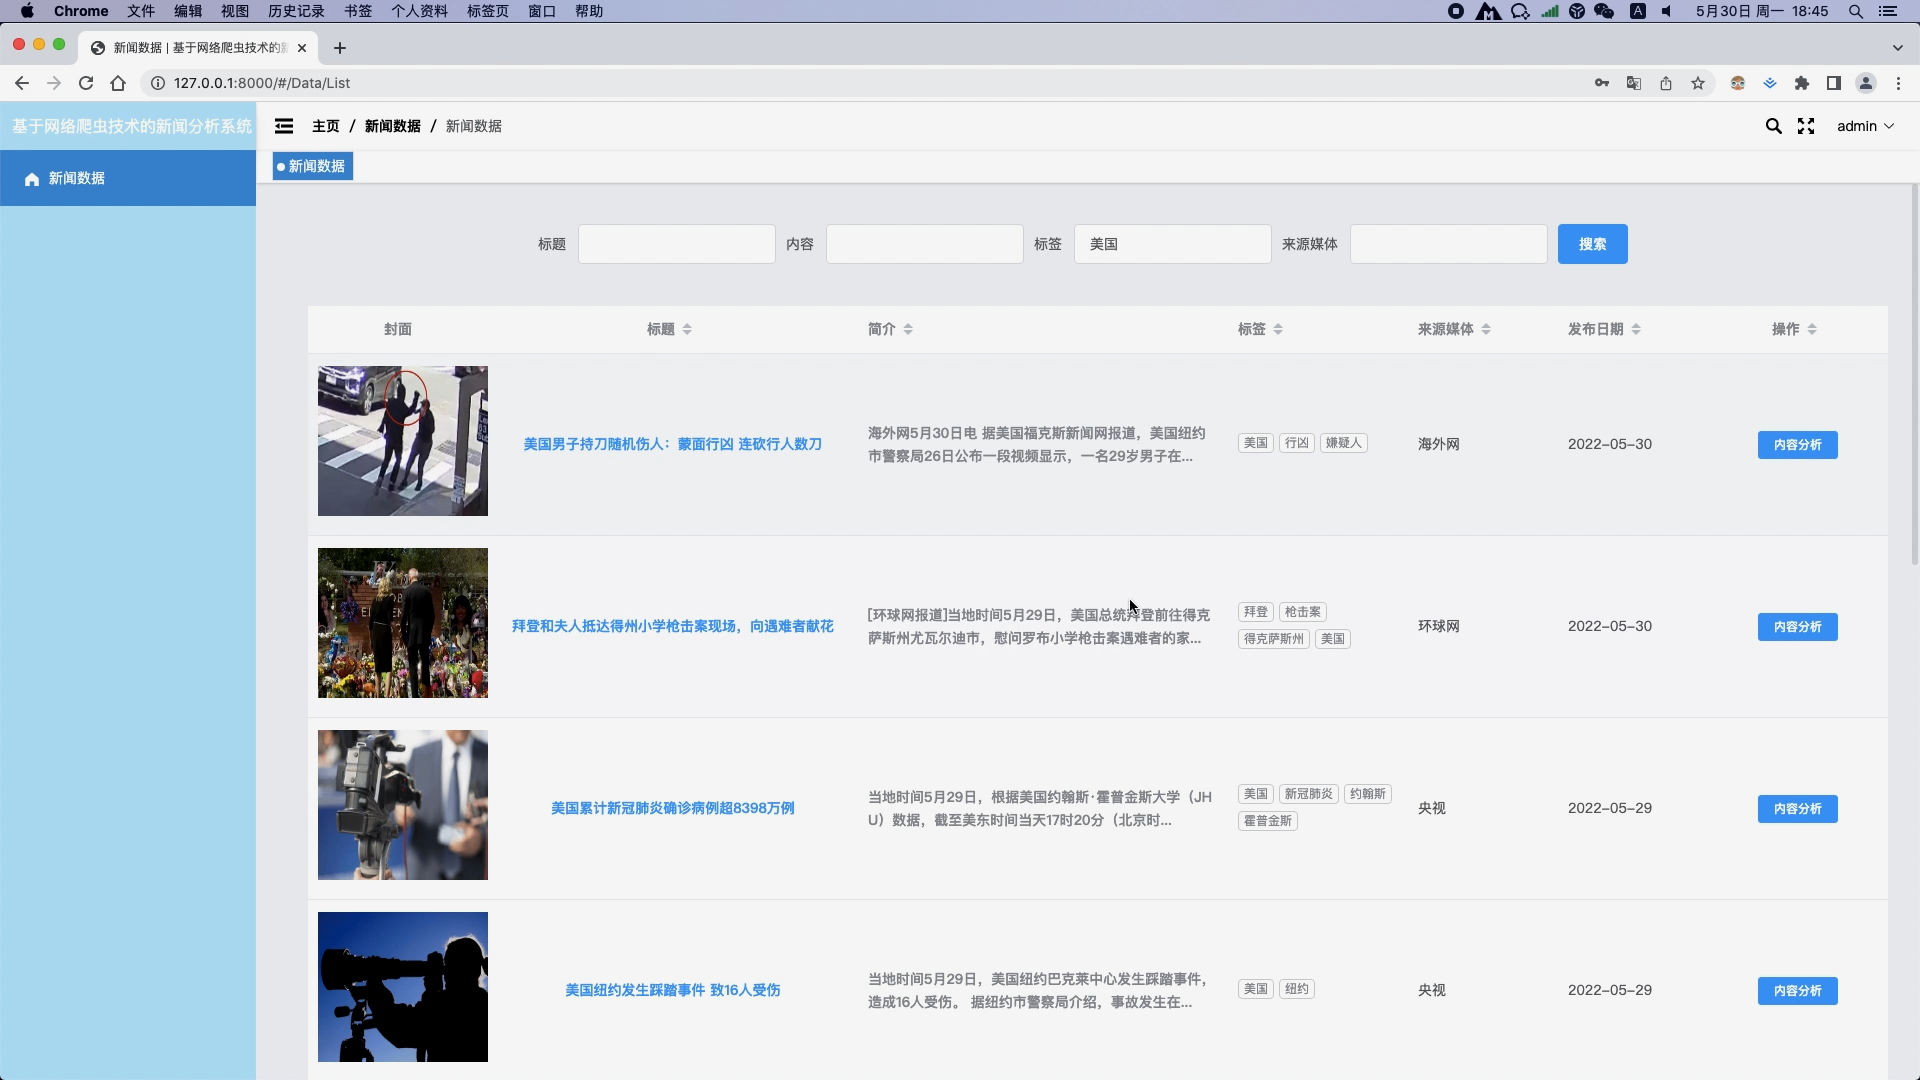 Chrome 文件 编辑 视图 历史记录 书签 个人资料 标签页 窗口 帮助 A 5月30日 周一 18:45
新闻数据 | 基于网络爬虫技术的
127.0.0.1:8000/#/Data/List
基于网络爬虫技术的新闻分析系统
主页 / 新闻数据 / 新闻数据
admin
新闻数据
新闻数据
标题 内容 标签 美国 来源媒体 搜索
封面 标题 简介 标签 来源媒体 发布日期 操作
美国男子持刀随机伤人：蒙面行凶 连砍行人数刀
海外网5月30日电 据美国福克斯新闻网报道，美国纽约
市警察局26日公布一段视频显示，一名29岁男子在...
美国 行凶 嫌疑人
海外网
2022-05-30
内容分析
拜登和夫人抵达得州小学枪击案现场，向遇难者献花
[环球网报道]当地时间5月29日，美国总统拜登前往得克
萨斯州尤瓦尔迪市，慰问罗布小学枪击案遇难者的家...
拜登 枪击案
得克萨斯州 美国
环球网
2022-05-30
内容分析
美国累计新冠肺炎确诊病例超8398万例
当地时间5月29日，根据美国约翰斯·霍普金斯大学（JH
U）数据，截至美东时间当天17时20分（北京时...
美国 新冠肺炎 约翰斯
霍普金斯
央视
2022-05-29
内容分析
美国纽约发生踩踏事件 致16人受伤
当地时间5月29日，美国纽约巴克莱中心发生踩踏事件，
造成16人受伤。 据纽约市警察局介绍，事故发生在...
美国 纽约
央视
2022-05-29
内容分析